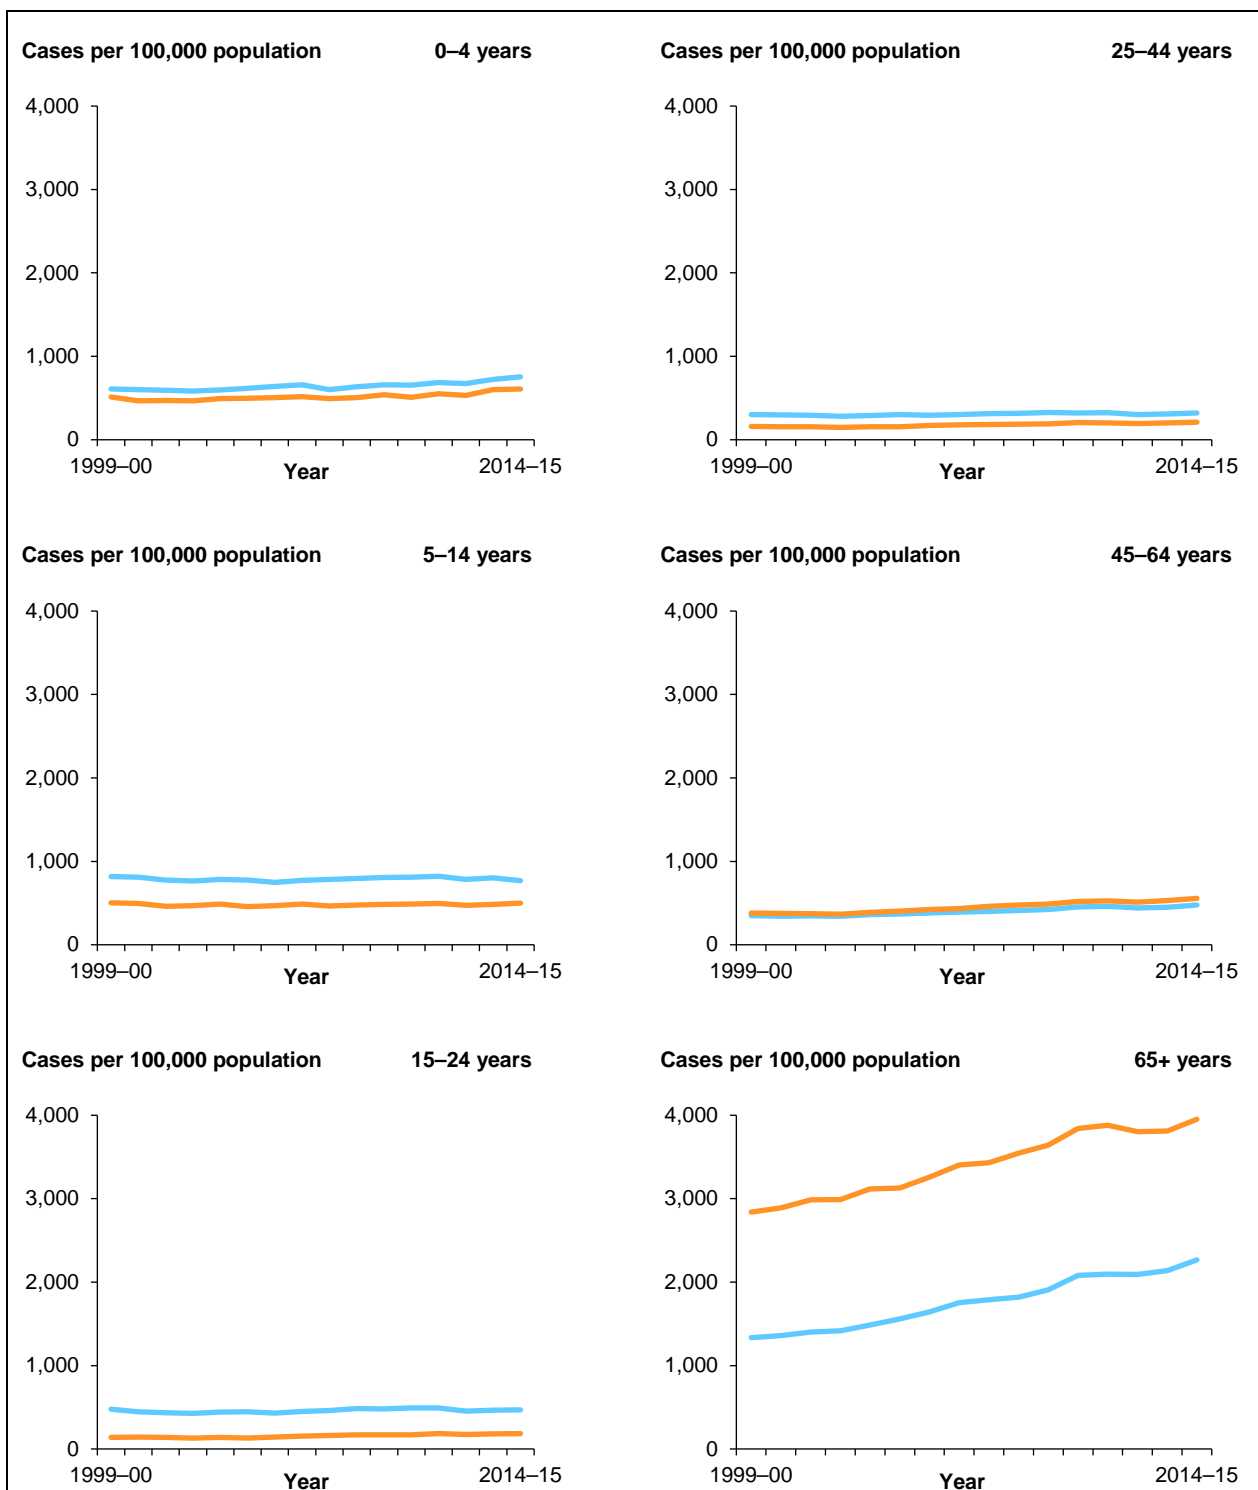 Cases per 100,000 population 0–4 years
4,000
3,000
2,000
1,000
0
1999–00 Year 2014–15
Cases per 100,000 population 25–44 years
4,000
3,000
2,000
1,000
0
1999–00 Year 2014–15
Cases per 100,000 population 5–14 years
4,000
3,000
2,000
1,000
0
1999–00 Year 2014–15
Cases per 100,000 population 45–64 years
4,000
3,000
2,000
1,000
0
1999–00 Year 2014–15
Cases per 100,000 population 15–24 years
4,000
3,000
2,000
1,000
0
1999–00 Year 2014–15
Cases per 100,000 population 65+ years
4,000
3,000
2,000
1,000
0
1999–00 Year 2014–15